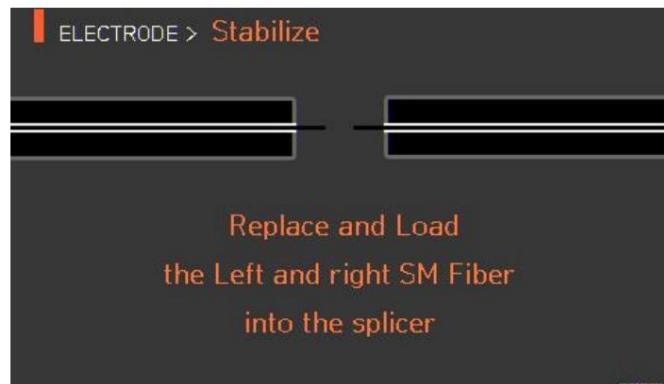 ELECTRODE > Stabilize
Replace and Load
the Left and right SM Fiber
into the splicer